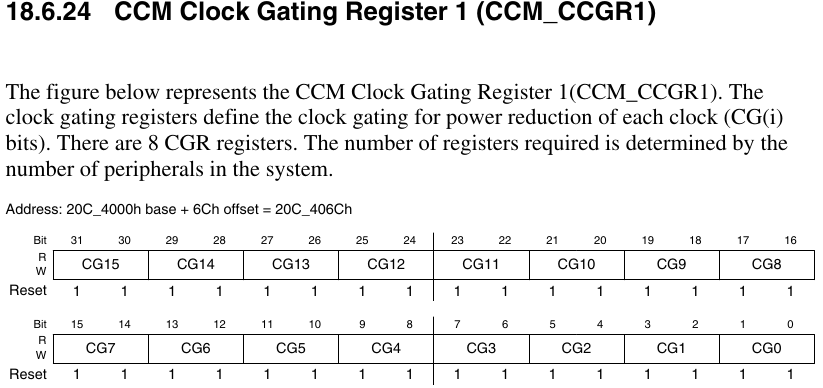 18.6.24 CCM Clock Gating Register 1 (CCM_CCGR1)
The figure below represents the CCM Clock Gating Register 1(CCM_CCGR1). The
clock gating registers define the clock gating for power reduction of each clock (CG(i)
bits). There are 8 CGR registers. The number of registers required is determined by the
number of peripherals in the system.
Address: 20C_4000h base + 6Ch offset = 20C_406Ch
Bit 31 30 29 28 27 26 25 24 23 22 21 20 19 18 17 16
R
W CG15 CG14 CG13 CG12 CG11 CG10 CG9 CG8
Reset 1 1 1 1 1 1 1 1 1 1 1 1 1 1 1 1
Bit 15 14 13 12 11 10 9 8 7 6 5 4 3 2 1 0
R
W CG7 CG6 CG5 CG4 CG3 CG2 CG1 CG0
Reset 1 1 1 1 1 1 1 1 1 1 1 1 1 1 1 1